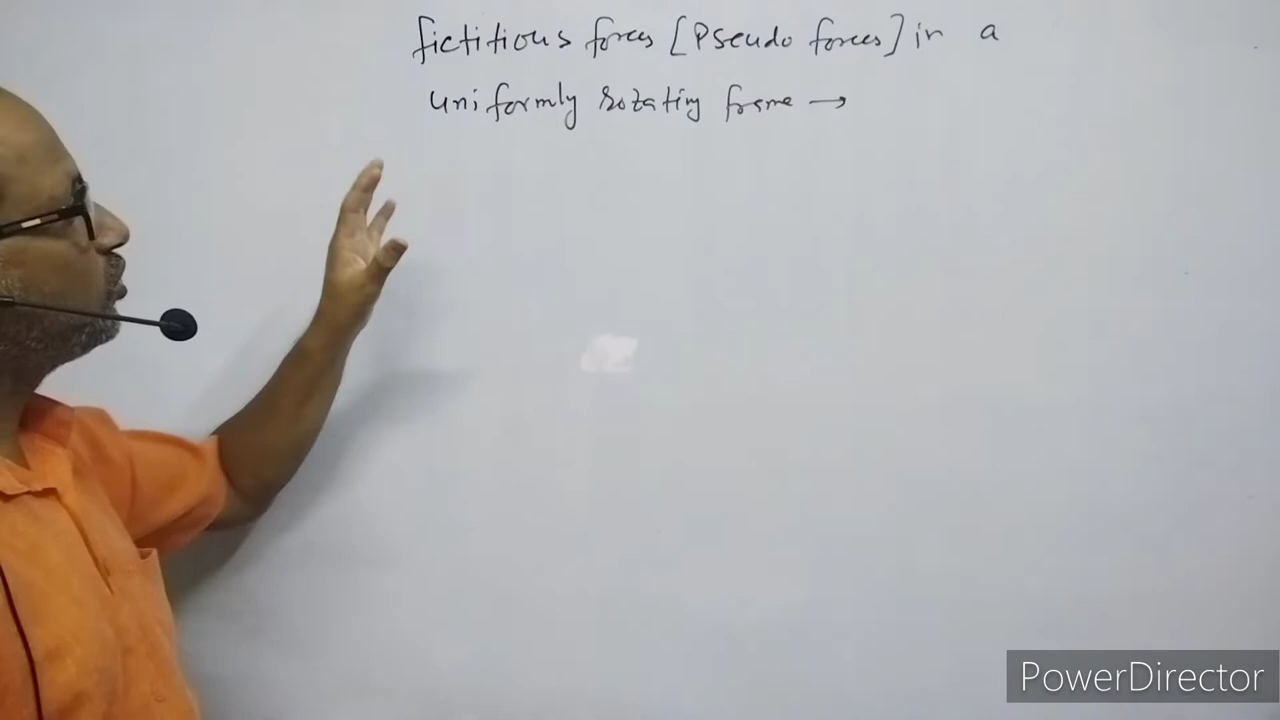 fictitious forces [Pseudo forces] in a
uniformly rotating frame →
PowerDirector